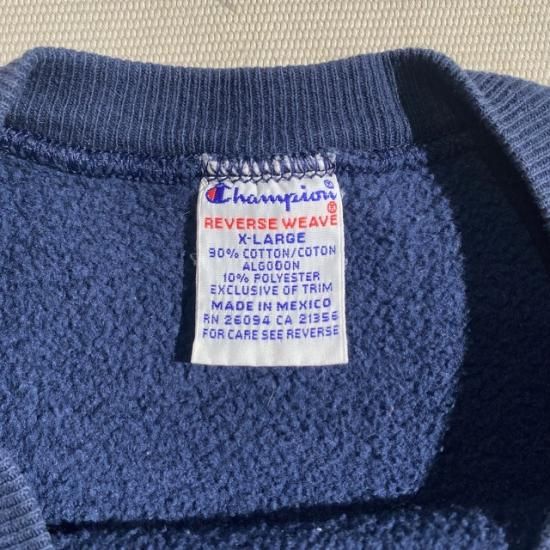 Champion®
REVERSE WEAVE®
X-LARGE
90% COTTON/COTON
ALGODON
10% POLYESTER
EXCLUSIVE OF TRIM
MADE IN MEXICO
RN 26094 CA 21356
FOR CARE SEE REVERSE